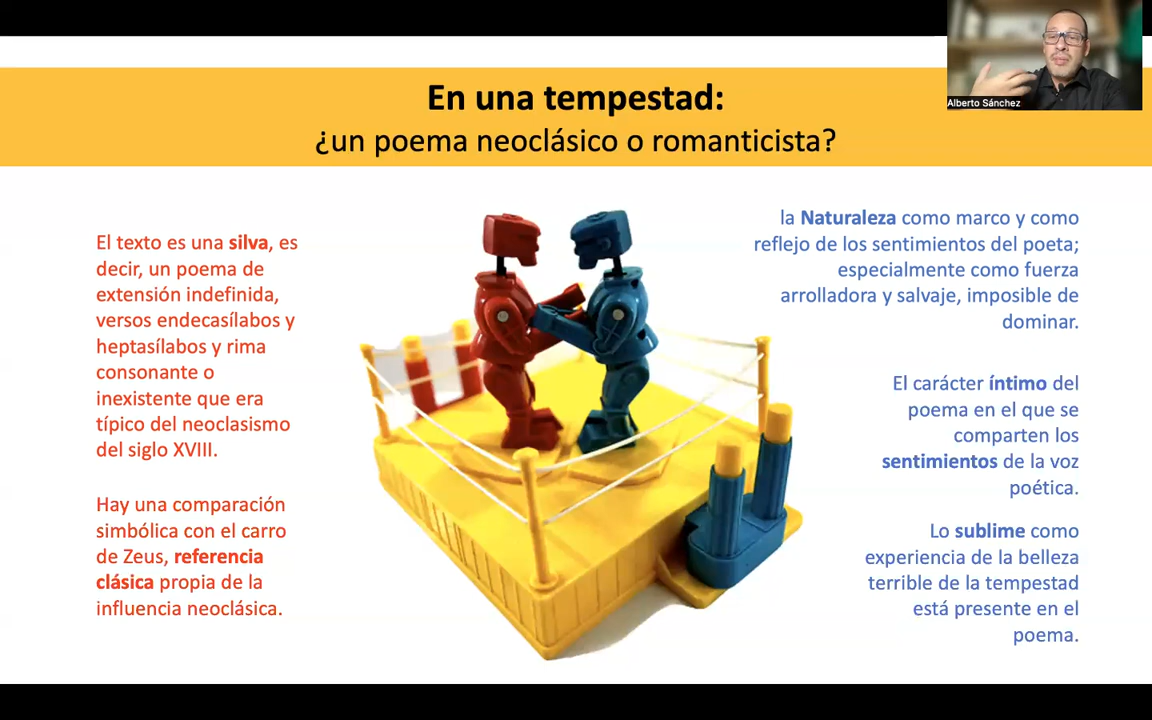 En una tempestad:
¿un poema neoclásico o romanticista?
Alberto Sánchez
El texto es una silva, es
decir, un poema de
extensión indefinida,
versos endecasílabos y
heptasílabos y rima
consonante o
inexistente que era
típico del neoclasismo
del siglo XVIII.
Hay una comparación
simbólica con el carro
de Zeus, referencia
clásica propia de la
influencia neoclásica.
la Naturaleza como marco y como
reflejo de los sentimientos del poeta;
especialmente como fuerza
arrolladora y salvaje, imposible de
dominar.
El carácter íntimo del
poema en el que se
comparten los
sentimientos de la voz
poética.
Lo sublime como
experiencia de la belleza
terrible de la tempestad
está presente en el
poema.